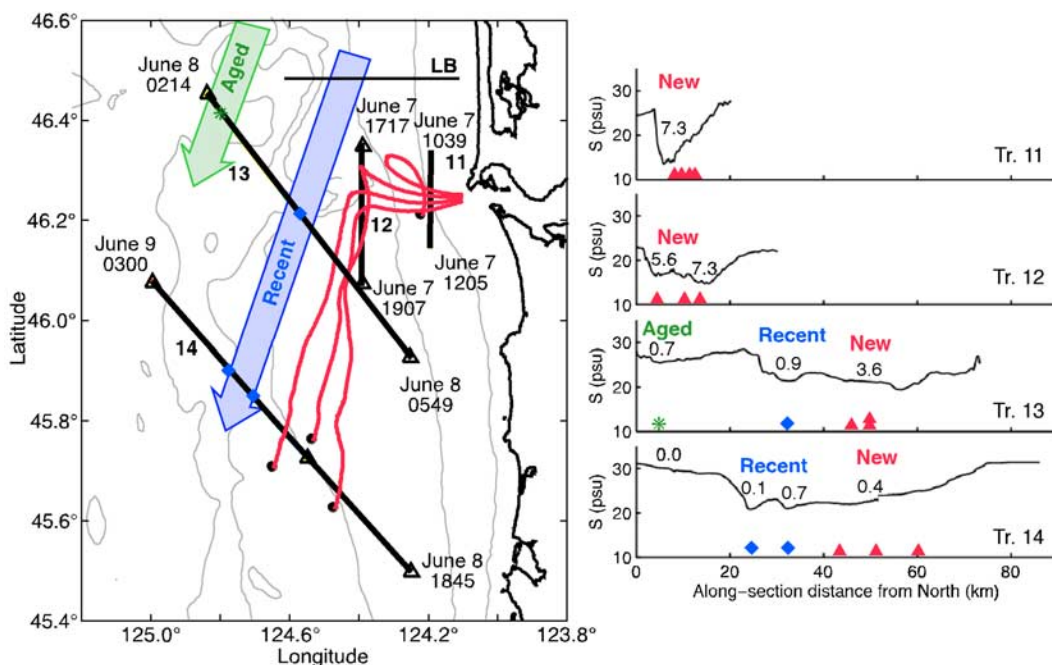 46.6°
46.4°
46.2°
46.0°
45.8°
45.6°
45.4°
Latitude
125.0°
124.6°
124.2°
123.8°
Longitude
June 8
0214
Aged
LB
June 7
1717
June 7
1039
11
13
12
June 9
0300
Recent
June 7
1907
June 7
1205
14
June 8
0549
June 8
1845
S (psu)
30
20
10
New
7.3
Tr. 11
S (psu)
30
20
10
New
5.6
7.3
Tr. 12
S (psu)
30
20
10
Aged
0.7
Recent
0.9
New
3.6
Tr. 13
S (psu)
30
20
10
0.0
Recent
0.1
0.7
New
0.4
Tr. 14
0
20
40
60
80
Along-section distance from North (km)